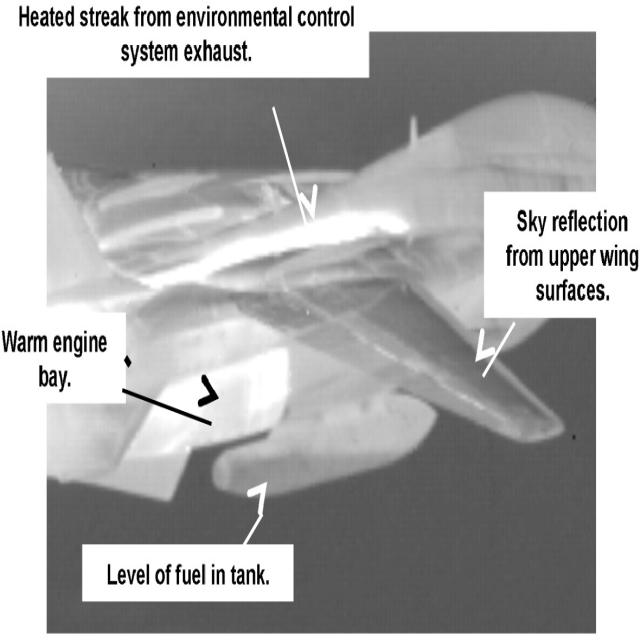 Heated streak from environmental control
system exhaust.
Sky reflection
from upper wing
surfaces.
Warm engine
bay.
Level of fuel in tank.